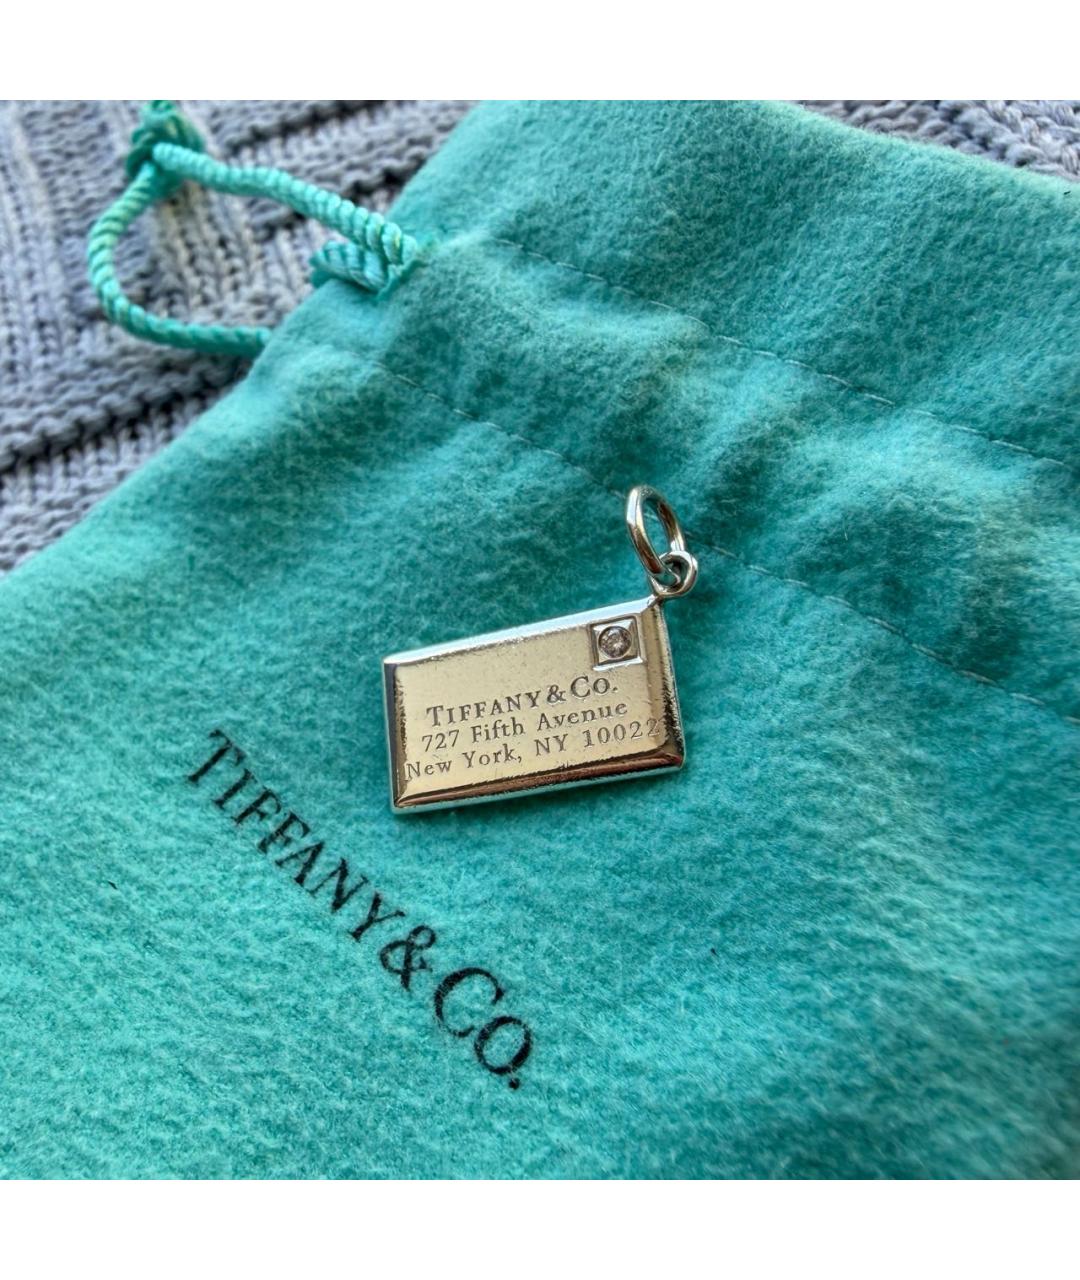 TIFFANY & CO.
727 Fifth Avenue
New York, NY 10022
TIFFANY & CO.